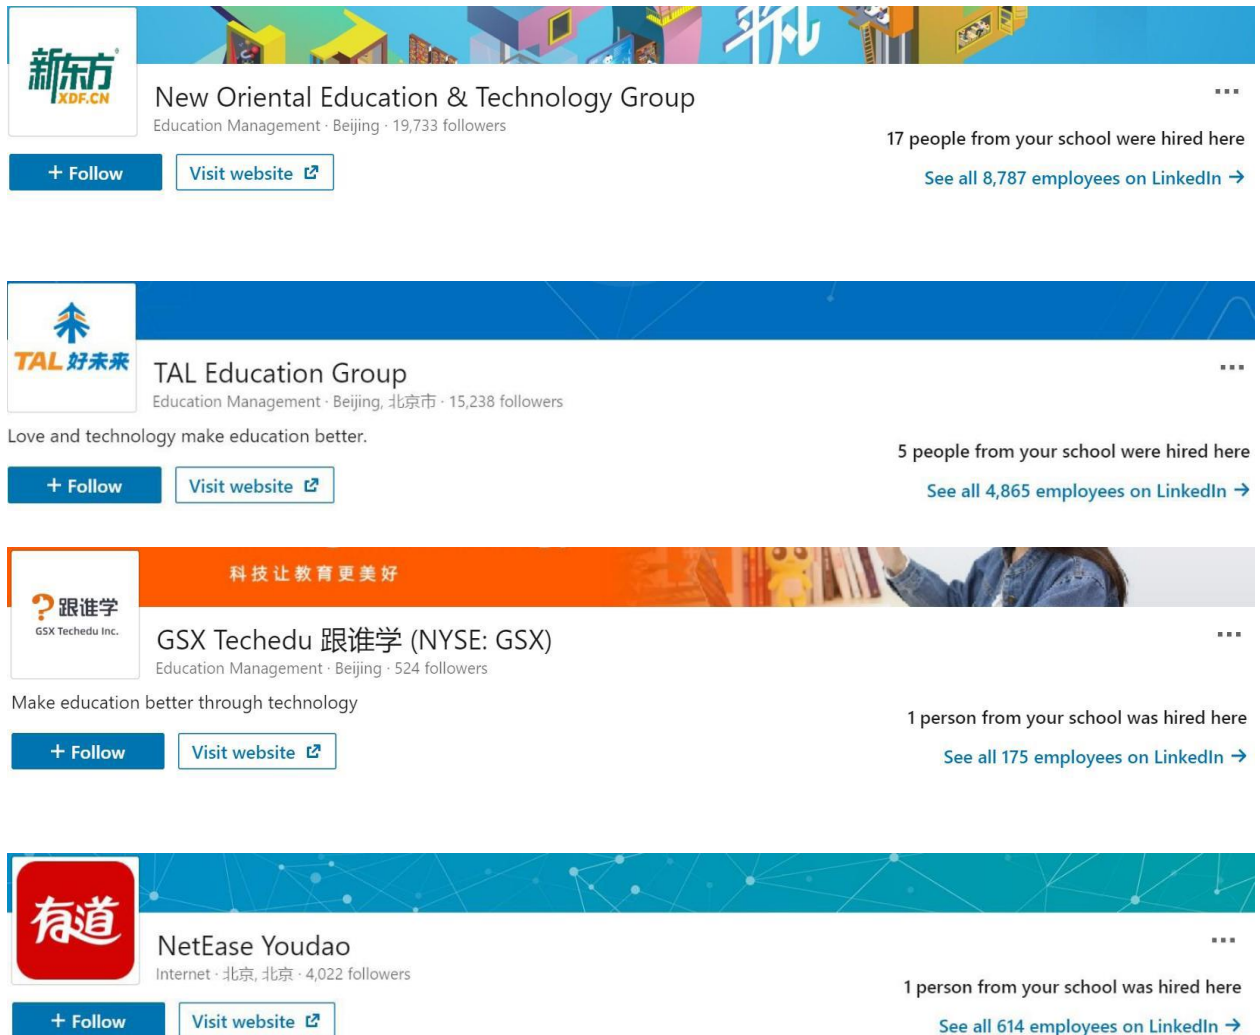 新东方
XDF.CN
New Oriental Education & Technology Group
Education Management · Beijing · 19,733 followers
17 people from your school were hired here
+ Follow Visit website
See all 8,787 employees on LinkedIn →
TAL 好未来
TAL Education Group
Education Management · Beijing, 北京市 · 15,238 followers
Love and technology make education better.
5 people from your school were hired here
+ Follow Visit website
See all 4,865 employees on LinkedIn →
科技让教育更美好
跟谁学
GSX Techedu Inc.
GSX Techedu 跟谁学 (NYSE: GSX)
Education Management · Beijing · 524 followers
Make education better through technology
1 person from your school was hired here
+ Follow Visit website
See all 175 employees on LinkedIn →
有道
NetEase Youdao
Internet · 北京, 北京 · 4,022 followers
1 person from your school was hired here
+ Follow Visit website
See all 614 employees on LinkedIn →